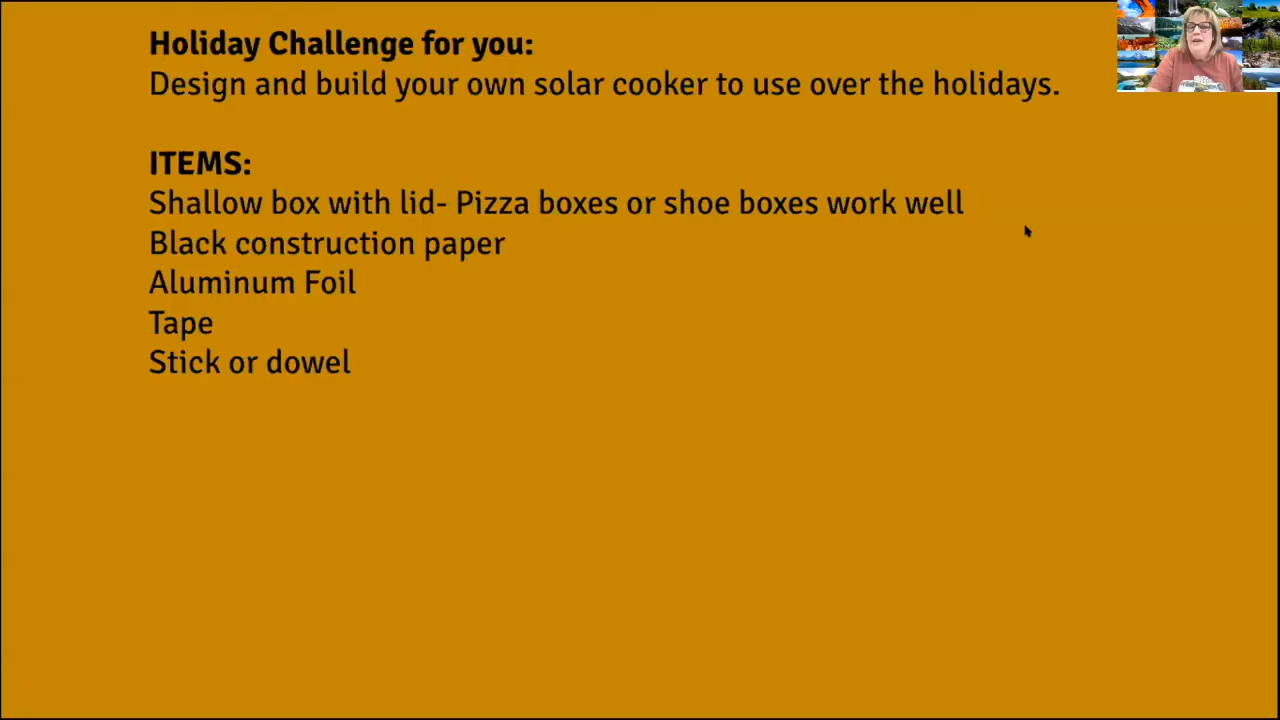 Holiday Challenge for you:
Design and build your own solar cooker to use over the holidays.
ITEMS:
Shallow box with lid- Pizza boxes or shoe boxes work well
Black construction paper
Aluminum Foil
Tape
Stick or dowel